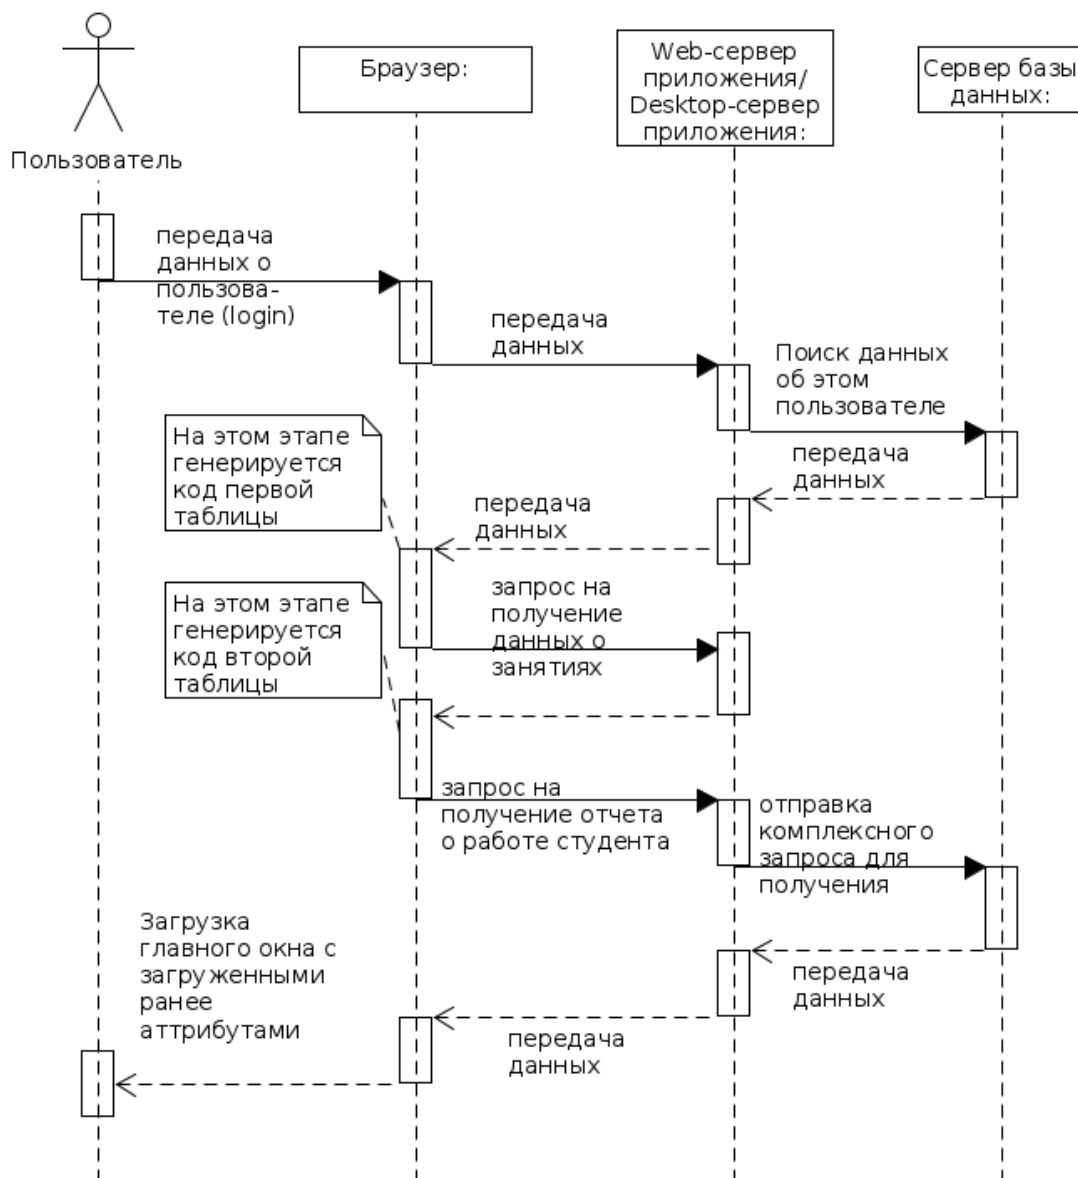 Браузер:
Web-сервер
приложения/
Desktop-сервер
приложения:
Сервер базы
данных:
Пользователь
передача
данных о
пользова-
теле (login)
передача
данных
Поиск данных
об этом
пользователе
На этом этапе
генерируется
код первой
таблицы
передача
данных
передача
данных
На этом этапе
генерируется
код второй
таблицы
запрос на
получение
данных о
занятиях
запрос на
получение отчета
о работе студента
отправка
комплексного
запроса для
получения
Загрузка
главного окна с
загруженными
ранее
аттрибутами
передача
данных
передача
данных